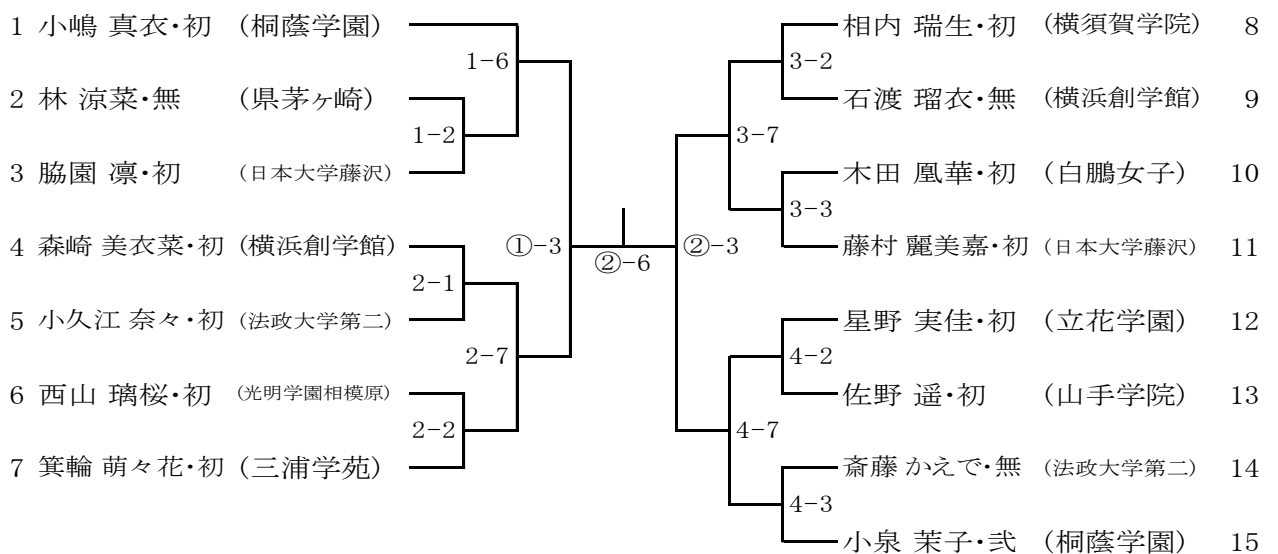 1 小嶋 真衣・初 (桐蔭学園)
1-6
2 林 涼菜・無 (県茅ヶ崎)
1-2
3 脇園 凛・初 (日本大学藤沢)
4 森崎 美衣菜・初 (横浜創学館)
①-3
2-1
5 小久江 奈々・初 (法政大学第二)
2-7
6 西山 璃桜・初 (光明学園相模原)
2-2
7 箕輪 萌々花・初 (三浦学苑)
②-6
相内 瑞生・初 (横須賀学院) 8
3-2
石渡 瑠衣・無 (横浜創学館) 9
3-7
木田 凰華・初 (白鵬女子) 10
3-3
藤村 麗美嘉・初 (日本大学藤沢) 11
②-3
星野 実佳・初 (立花学園) 12
4-2
佐野 遥・初 (山手学院) 13
4-7
斎藤 かえで・無 (法政大学第二) 14
4-3
小泉 茉子・弐 (桐蔭学園) 15